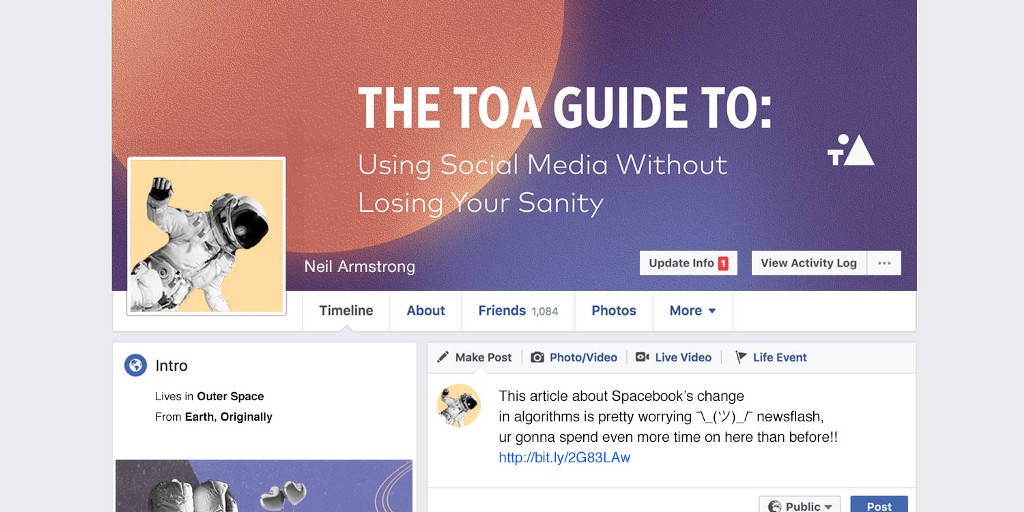 THE TOA GUIDE TO:
Using Social Media Without
Losing Your Sanity
TA
Neil Armstrong
Update Info 1
View Activity Log ...
Timeline About Friends 1,084 Photos More
Intro
Lives in Outer Space
From Earth, Originally
Make Post Photo/Video Live Video Life Event
This article about Spacebook's change
in algorithms is pretty worrying ¯\_(ツ)_/¯ newsflash,
ur gonna spend even more time on here than before!!
http://bit.ly/2G83LAw
Public Post